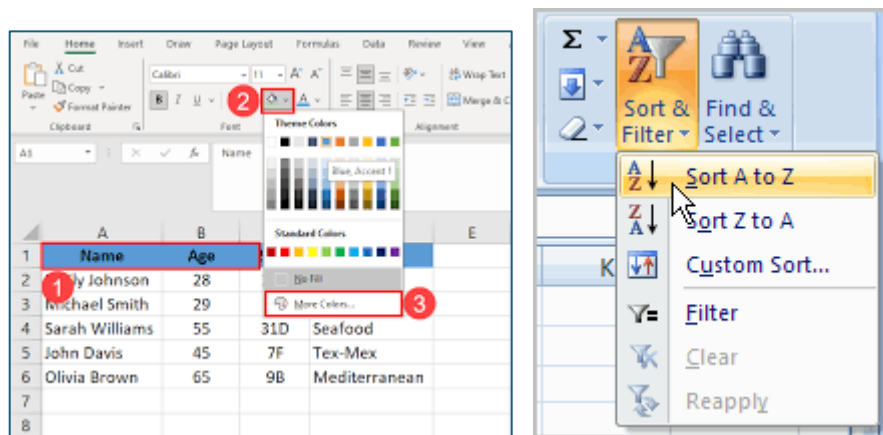 File Home Insert Draw Page Layout Formulas Data Review View
Cut
Copy
Paste
Format Painter
Calibri 11 A A
B I U A
Wrap Text
Merge & C
2
Clipboard Font Alignment
A1 fx Name
Theme Colors
Blue, Accent 1
Standard Colors
No Fill
More Colors...
3
A B E
1 Name Age
2 Johnson 28
1
3 Michael Smith 29
4 Sarah Williams 55 31D Seafood
5 John Davis 45 7F Tex-Mex
6 Olivia Brown 65 9B Mediterranean
7
8
Σ
A
Z
Sort & Filter
Find & Select
A
Z
Sort A to Z
Z
A
Sort Z to A
K
Custom Sort...
Filter
Clear
Reapply